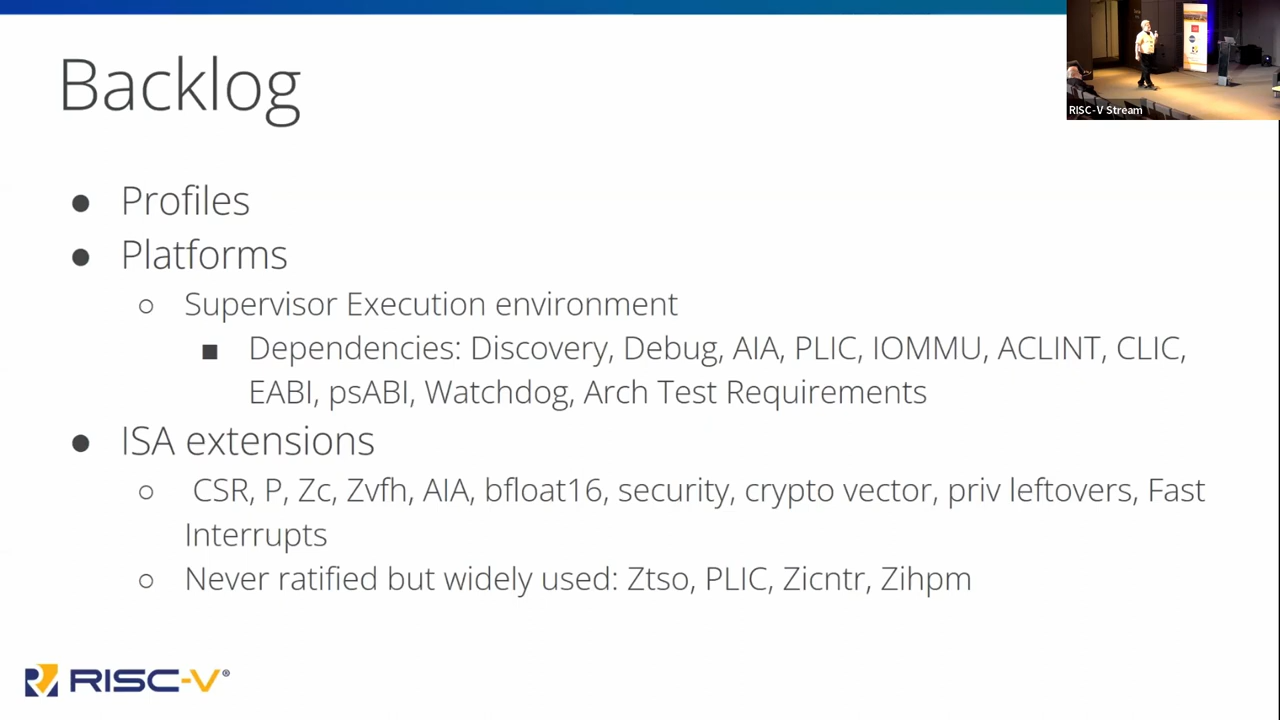 Backlog
RISC-V Stream
● Profiles
● Platforms
○ Supervisor Execution environment
■ Dependencies: Discovery, Debug, AIA, PLIC, IOMMU, ACLINT, CLIC,
EABI, psABI, Watchdog, Arch Test Requirements
● ISA extensions
○ CSR, P, Zc, Zvfh, AIA, bfloat16, security, crypto vector, priv leftovers, Fast
Interrupts
○ Never ratified but widely used: Ztso, PLIC, Zicntr, Zihpm
RISC-V®